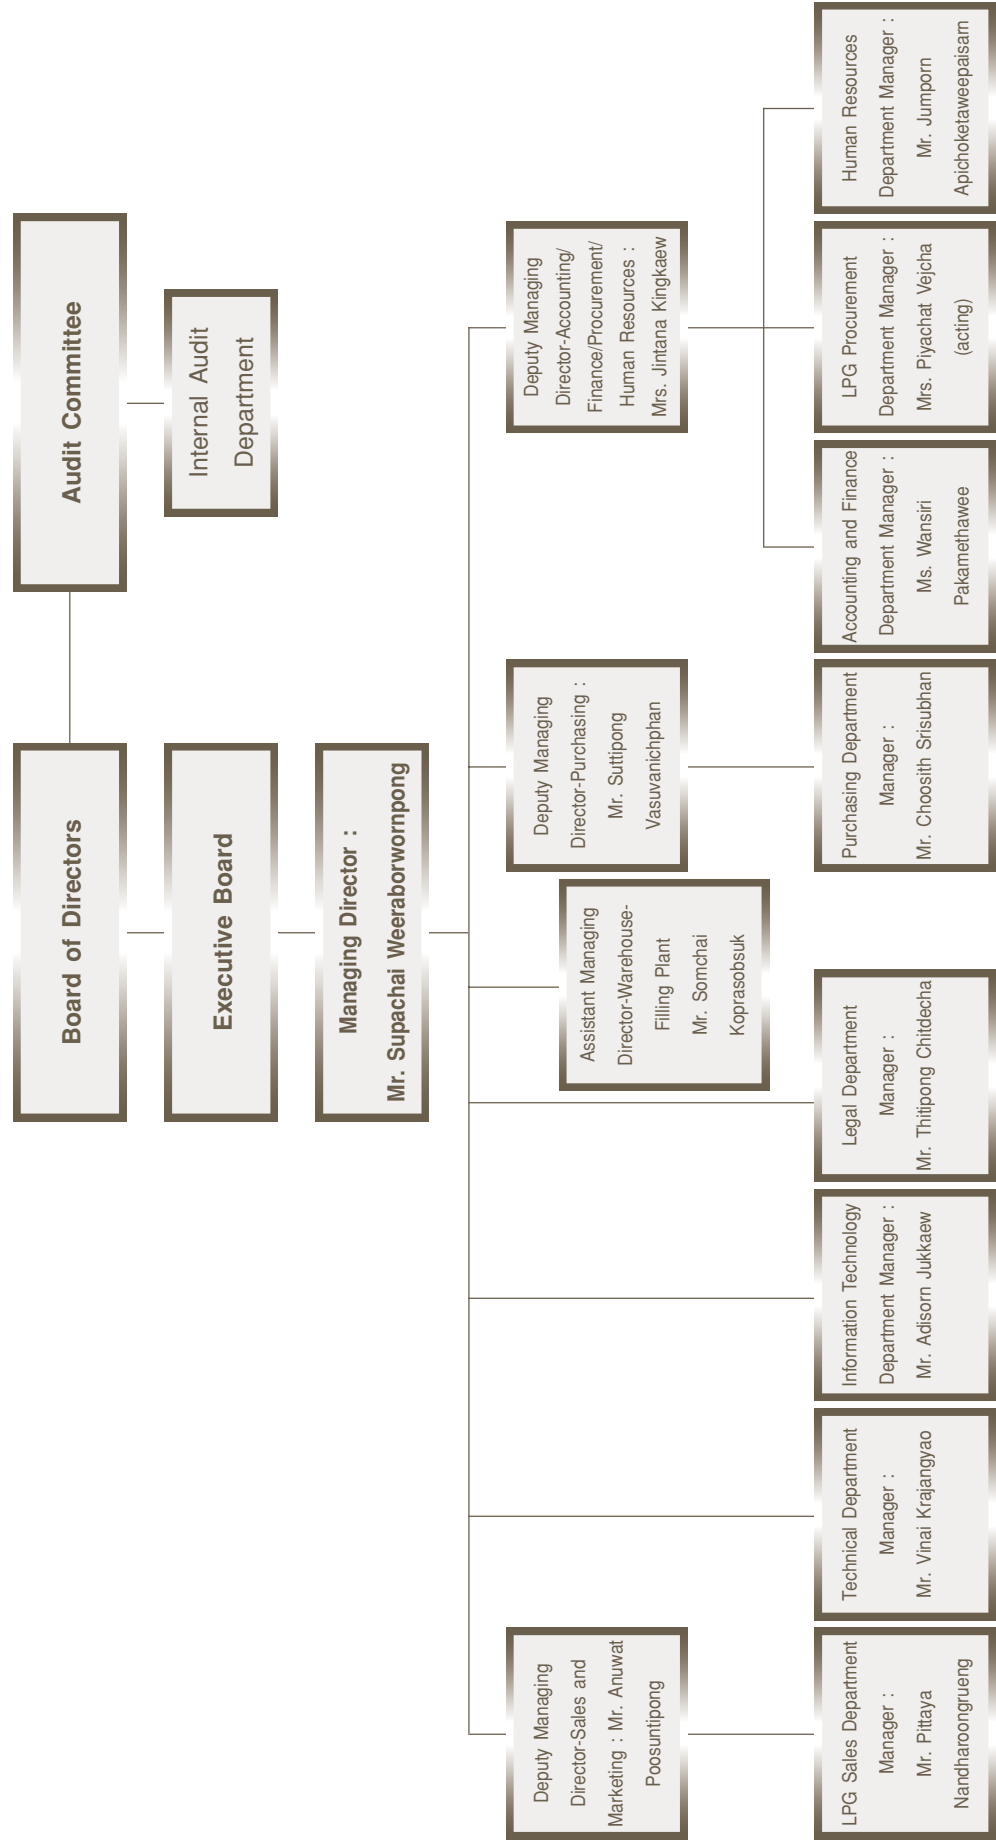 Board of Directors
Audit Committee
Executive Board
Internal Audit
Department
Managing Director :
Mr. Supachai Weeraborwornpong
Deputy Managing
Director-Sales and
Marketing : Mr. Anuwat
Poosuntipong
Assistant Managing
Director-Warehouse-
Filling Plant
Mr. Somchai
Koprasobsuk
Deputy Managing
Director-Purchasing :
Mr. Suttipong
Vasuvanichphan
Deputy Managing
Director-Accounting/
Finance/Procurement/
Human Resources :
Mrs. Jintana Kingkaew
LPG Sales Department
Manager :
Mr. Pittaya
Nandharoongrueng
Technical Department
Manager :
Mr. Vinai Krajangyao
Information Technology
Department Manager :
Mr. Adisorn Jukkaew
Legal Department
Manager :
Mr. Thitipong Chitdecha
Purchasing Department
Manager :
Mr. Choosith Srisubhan
Accounting and Finance
Department Manager :
Ms. Wansiri
Pakamethawee
LPG Procurement
Department Manager :
Mrs. Piyachat Vejcha
(acting)
Human Resources
Department Manager :
Mr. Jumporn
Apichoketaweepaisarn